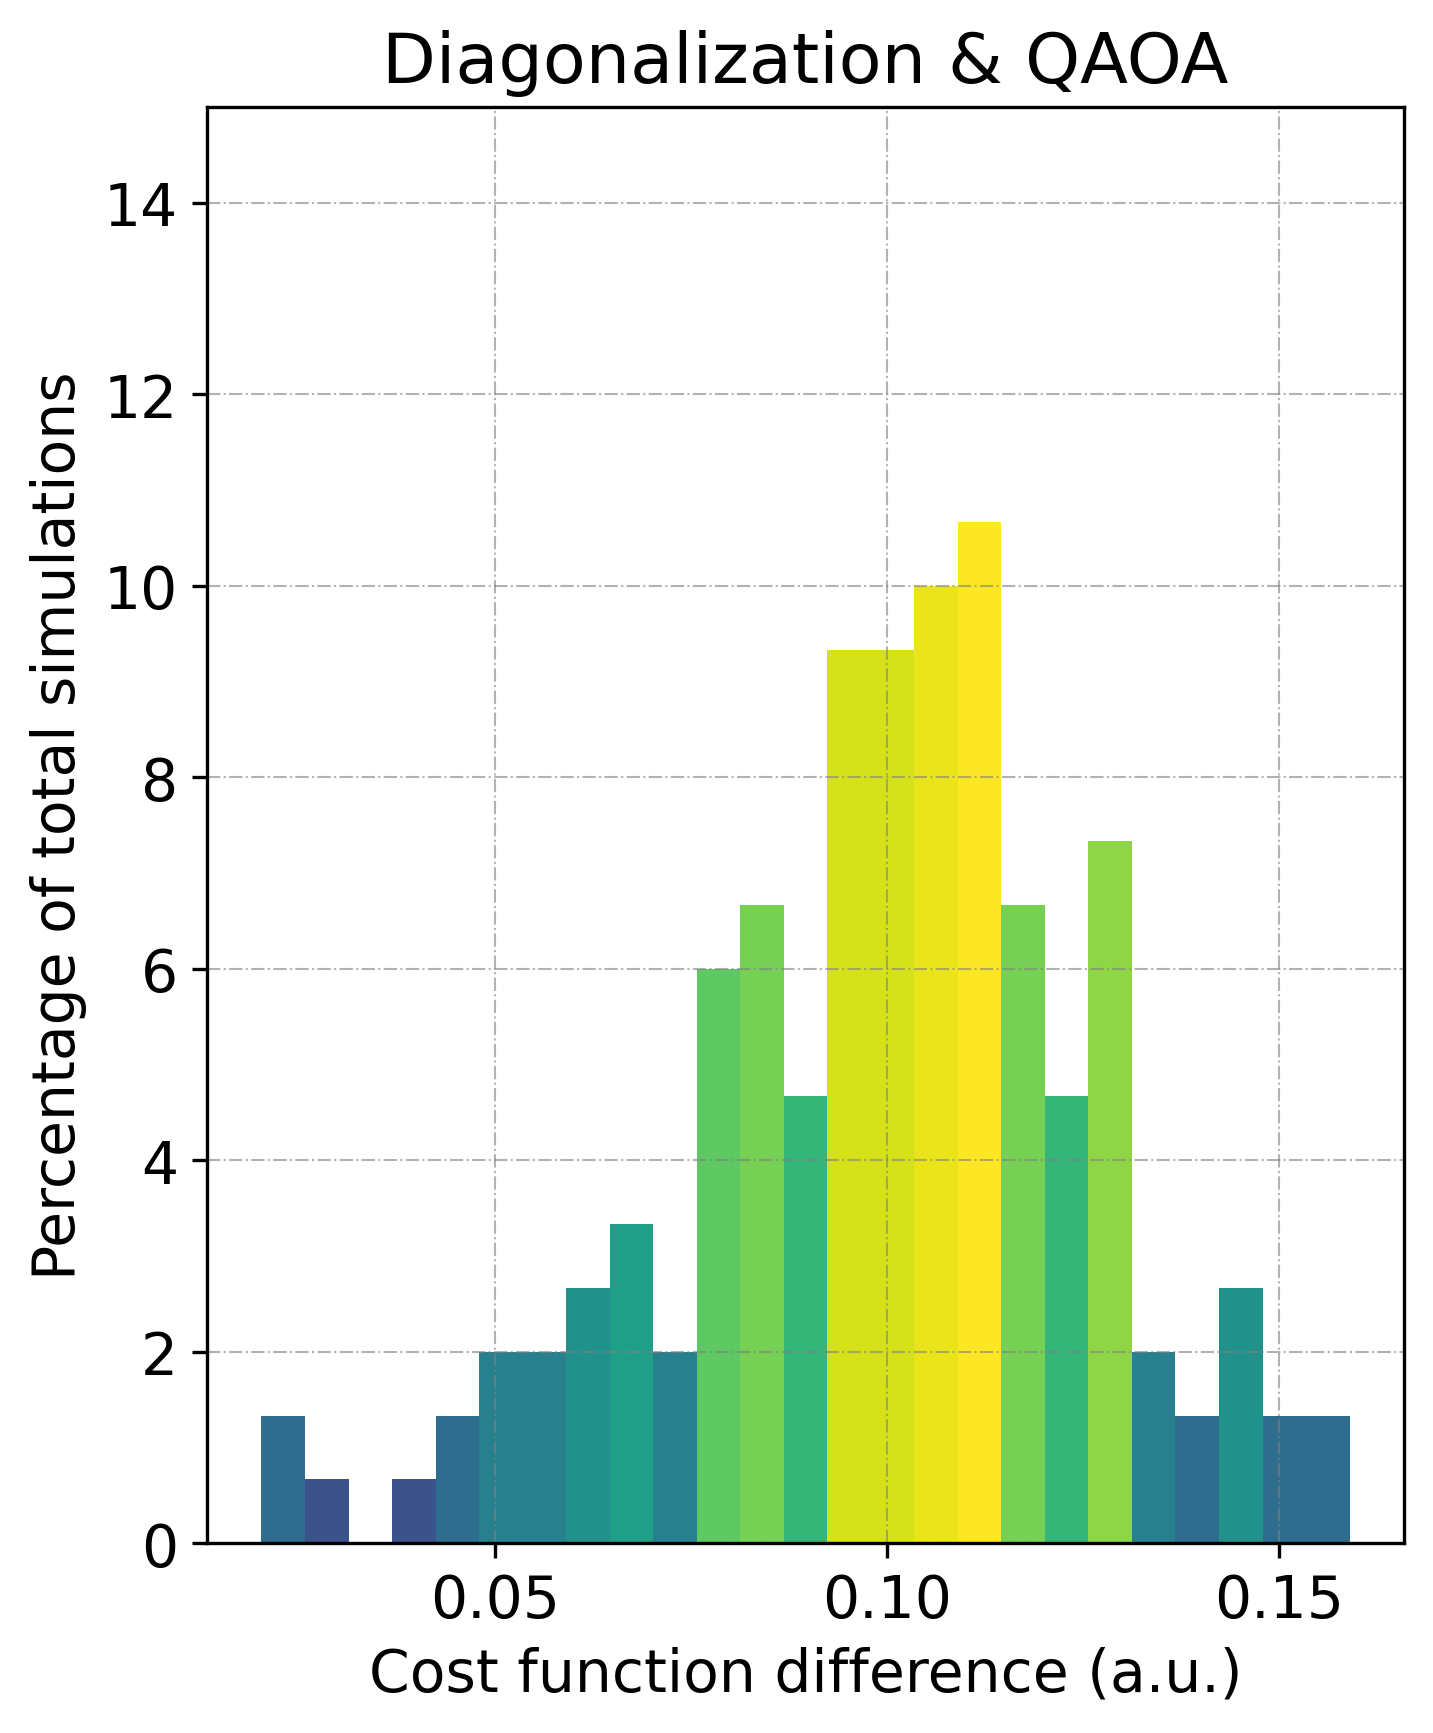 Diagonalization & QAOA
14
12
10
8
6
4
2
0
Percentage of total simulations
0.05 0.10 0.15
Cost function difference (a.u.)